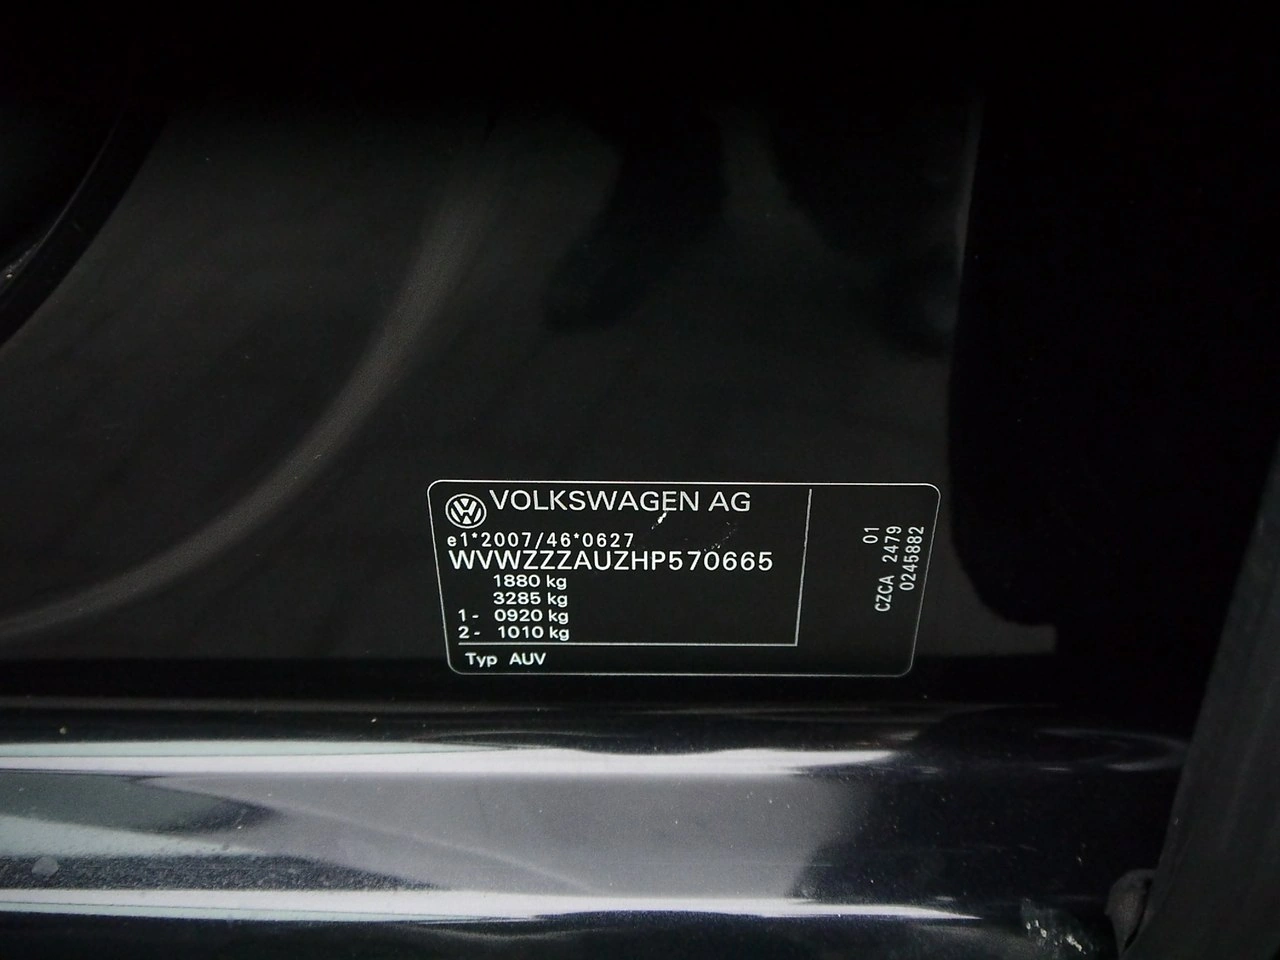 VOLKSWAGEN AG
e1*2007/46*0627
WVWZZZAUZHP570665
1880 kg
3285 kg
1- 0920 kg
2- 1010 kg
Typ AUV
CZCA 2479 01
0245882